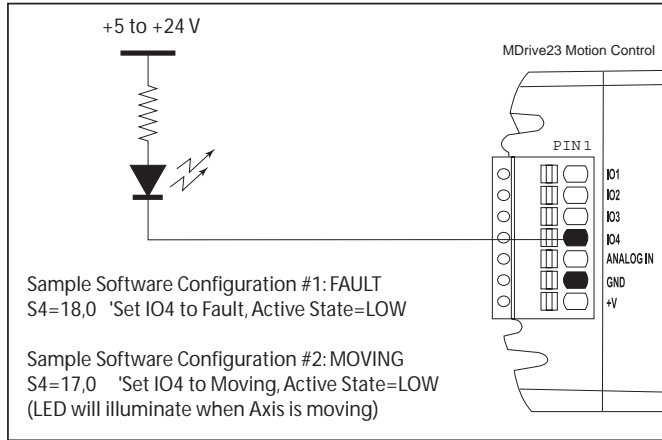 +5 to +24 V
MDrive23 Motion Control
PIN1
IO1
IO2
IO3
IO4
ANALOG IN
GND
+V
Sample Software Configuration #1: FAULT
S4=18,0 'Set IO4 to Fault, Active State=LOW
Sample Software Configuration #2: MOVING
S4=17,0 'Set IO4 to Moving, Active State=LOW
(LED will illuminate when Axis is moving)